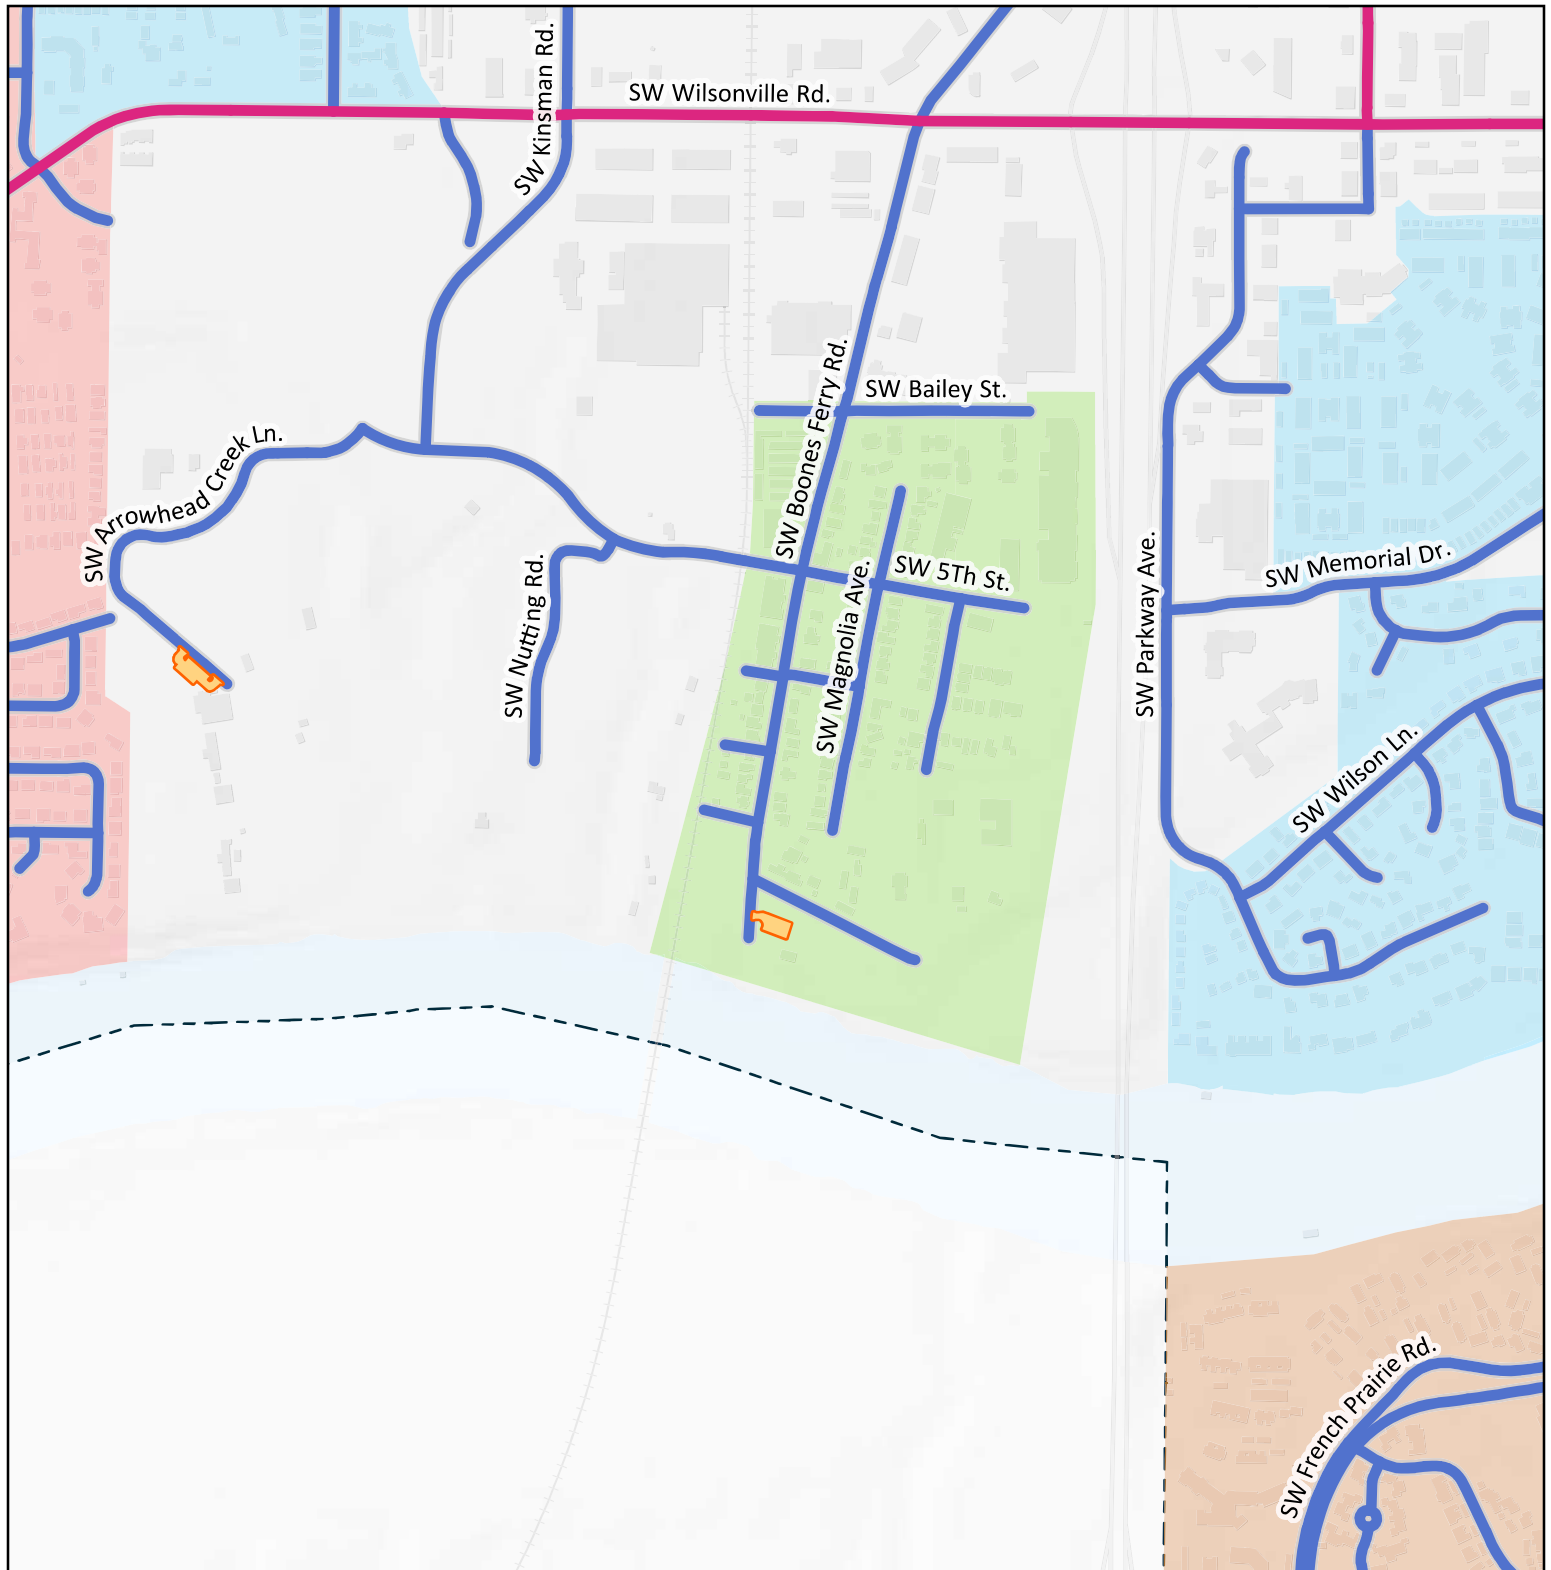 SW Wilsonville Rd.
SW Kinsman Rd.
SW Boones Ferry Rd.
SW Bailey St.
SW Arrowhead Creek Ln.
SW Nutting Rd.
SW Magnolia Ave.
SW 5Th St.
SW Parkway Ave.
SW Memorial Dr.
SW Wilson Ln.
SW French Prairie Rd.